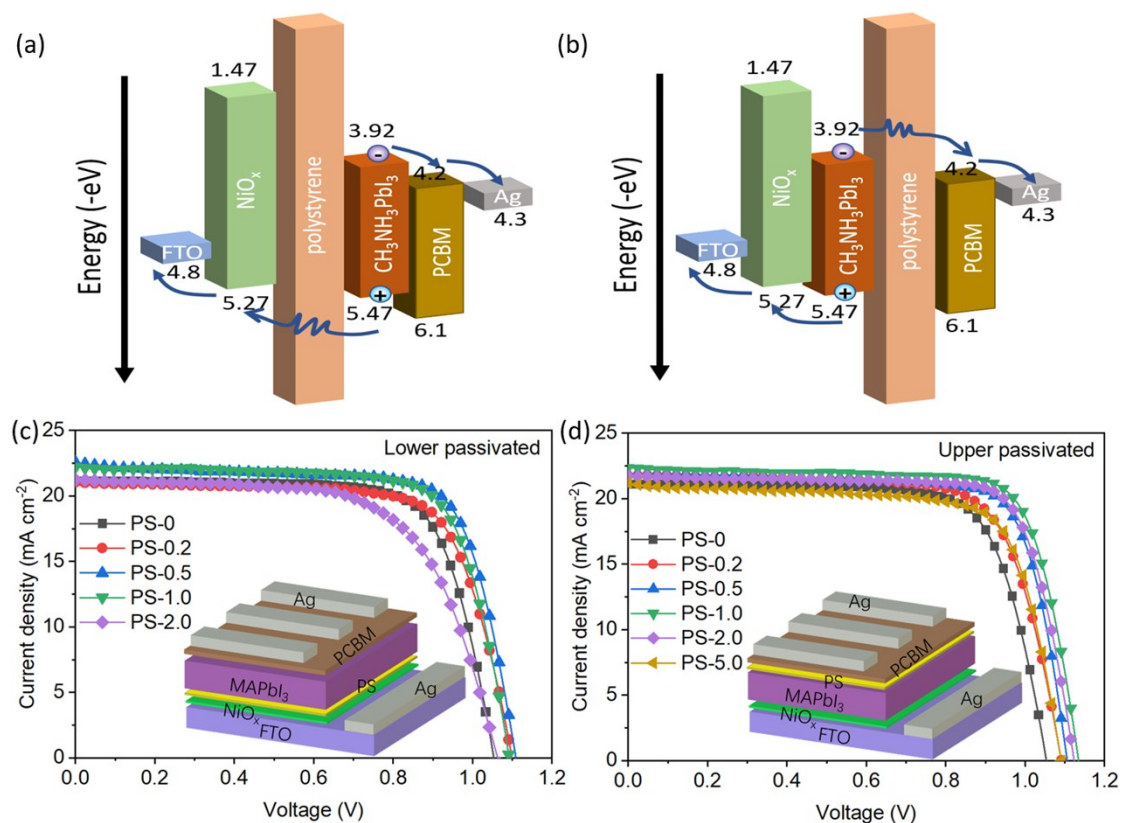 (a)
Energy (-eV)
1.47
NiOx
FTO
4.8
5.27
polystyrene
3.92
-
CH3NH3PbI3
+
5.47
4.2
PCBM
6.1
Ag
4.3
(b)
Energy (-eV)
1.47
NiOx
FTO
4.8
5.27
3.92
-
CH3NH3PbI3
+
5.47
polystyrene
4.2
PCBM
6.1
Ag
4.3
(c)
Lower passivated
Current density (mA cm-2)
25
20
15
10
5
0
PS-0
PS-0.2
PS-0.5
PS-1.0
PS-2.0
Ag
PCBM
MAPbI3
PS
Ag
NiOx
FTO
0.0 0.2 0.4 0.6 0.8 1.0 1.2
Voltage (V)
(d)
Upper passivated
Current density (mA cm-2)
25
20
15
10
5
0
PS-0
PS-0.2
PS-0.5
PS-1.0
PS-2.0
PS-5.0
Ag
PCBM
PS
MAPbI3
Ag
NiOx
FTO
0.0 0.2 0.4 0.6 0.8 1.0 1.2
Voltage (V)